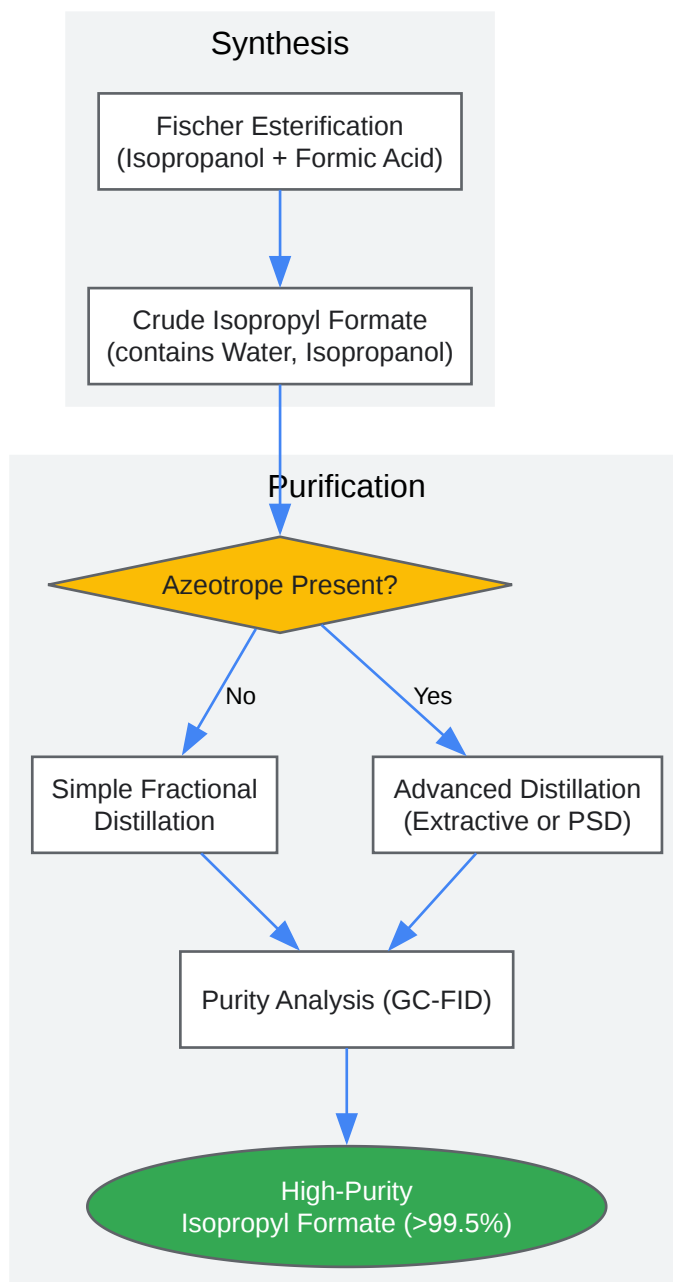 Synthesis
Fischer Esterification
(Isopropanol + Formic Acid)
Crude Isopropyl Formate
(contains Water, Isopropanol)
Purification
Azeotrope Present?
No
Yes
Simple Fractional
Distillation
Advanced Distillation
(Extractive or PSD)
Purity Analysis (GC-FID)
High-Purity
Isopropyl Formate (>99.5%)